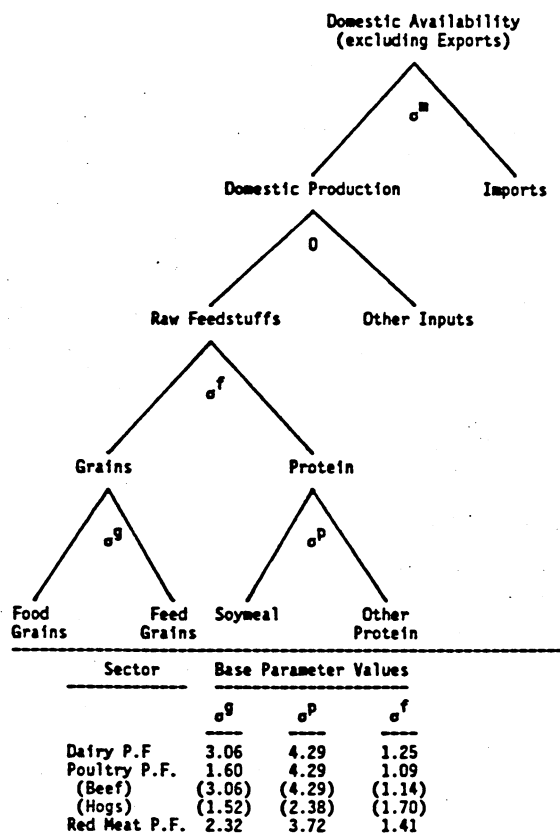 Domestic Availability
(excluding Exports)
σᵐ
Domestic Production Imports
0
Raw Feedstuffs Other Inputs
σᶠ
Grains Protein
σᵍ σᵖ
Food Feed Soymeal Other
Grains Grains Protein
Sector Base Parameter Values
σᵍ σᵖ σᶠ
Dairy P.F 3.06 4.29 1.25
Poultry P.F. 1.60 4.29 1.09
(Beef) (3.06) (4.29) (1.14)
(Hogs) (1.52) (2.38) (1.70)
Red Meat P.F. 2.32 3.72 1.41